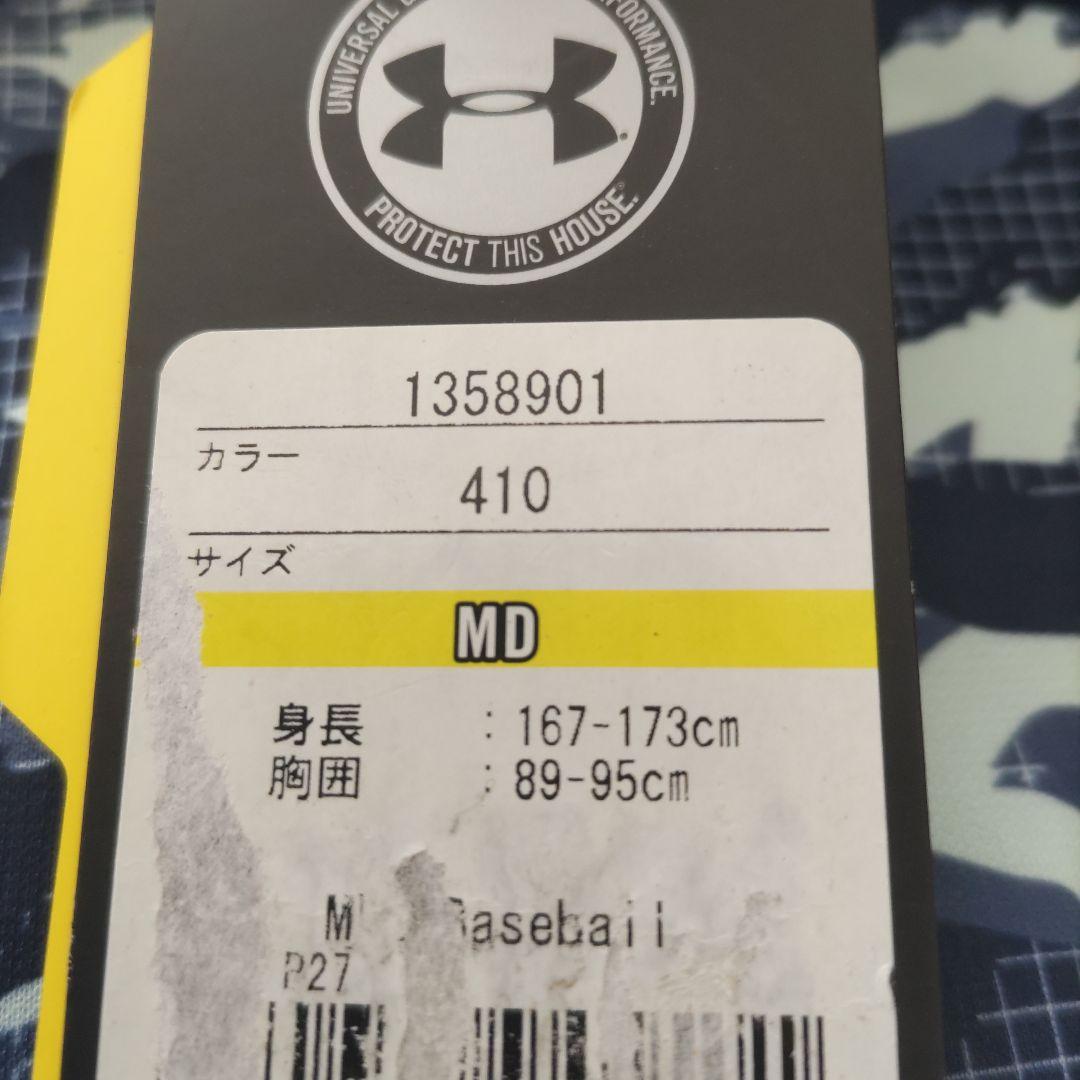 UNIVERSAL
PROTECT THIS HOUSE.
1358901
カラー
410
サイズ
MD
身長 : 167-173cm
胸囲 : 89-95cm
Baseball
P27